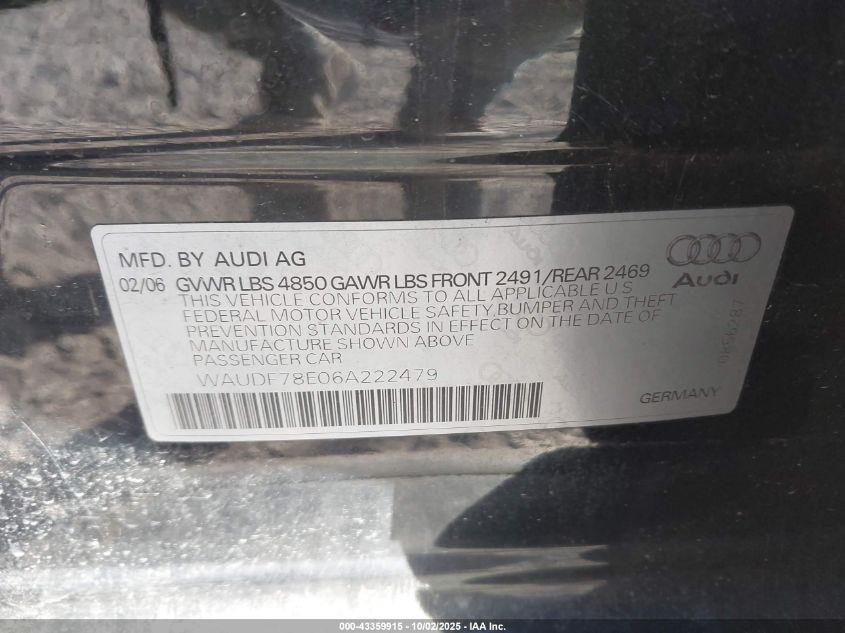 MFD. BY AUDI AG
02/06 GVWR LBS 4850 GAWR LBS FRONT 2491/REAR 2469
THIS VEHICLE CONFORMS TO ALL APPLICABLE U S
FEDERAL MOTOR VEHICLE SAFETY,BUMPER AND THEFT
PREVENTION STANDARDS IN EFFECT ON THE DATE OF
MANUFACTURE SHOWN ABOVE
PASSENGER CAR
WAUDF78E06A222479
Audi
GERMANY
000-43359915 - 10/02/2025 - IAA Inc.